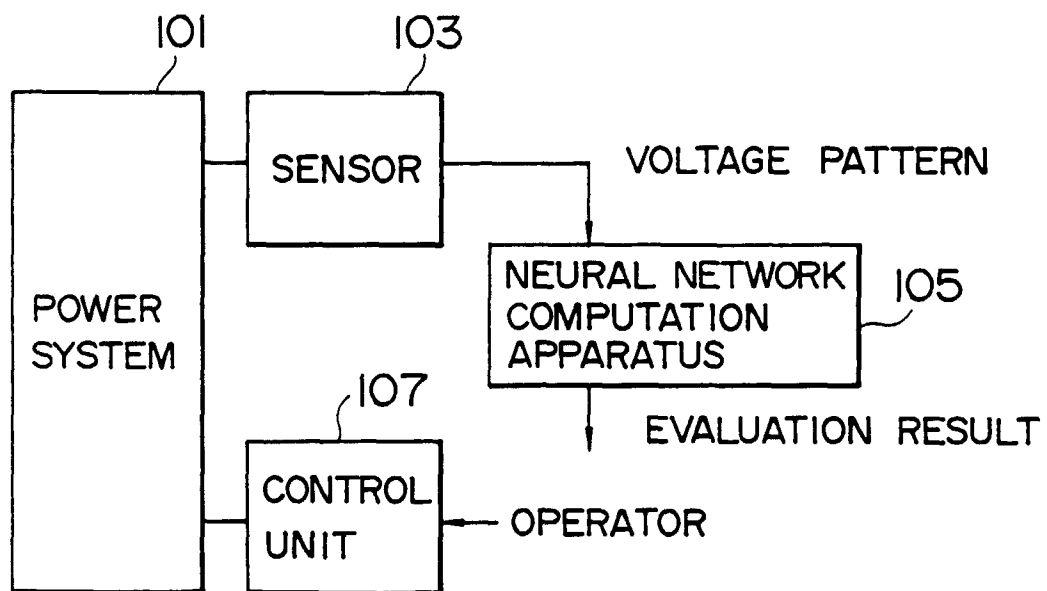 101
103
SENSOR
VOLTAGE PATTERN
NEURAL NETWORK
COMPUTATION
APPARATUS
105
POWER
SYSTEM
107
EVALUATION RESULT
CONTROL
UNIT
OPERATOR